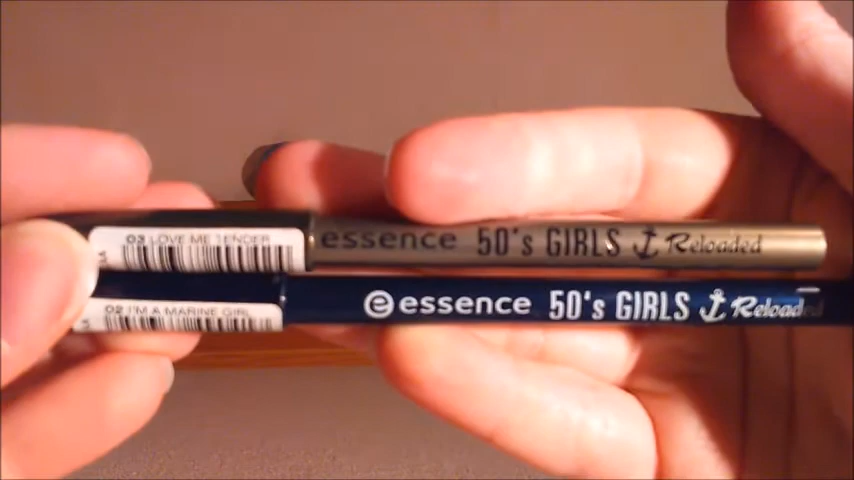 03 LOVE ME TENDER
essence 50's GIRLS Reloaded
02 I'M A MARINE GIRL
essence 50's GIRLS Reloaded